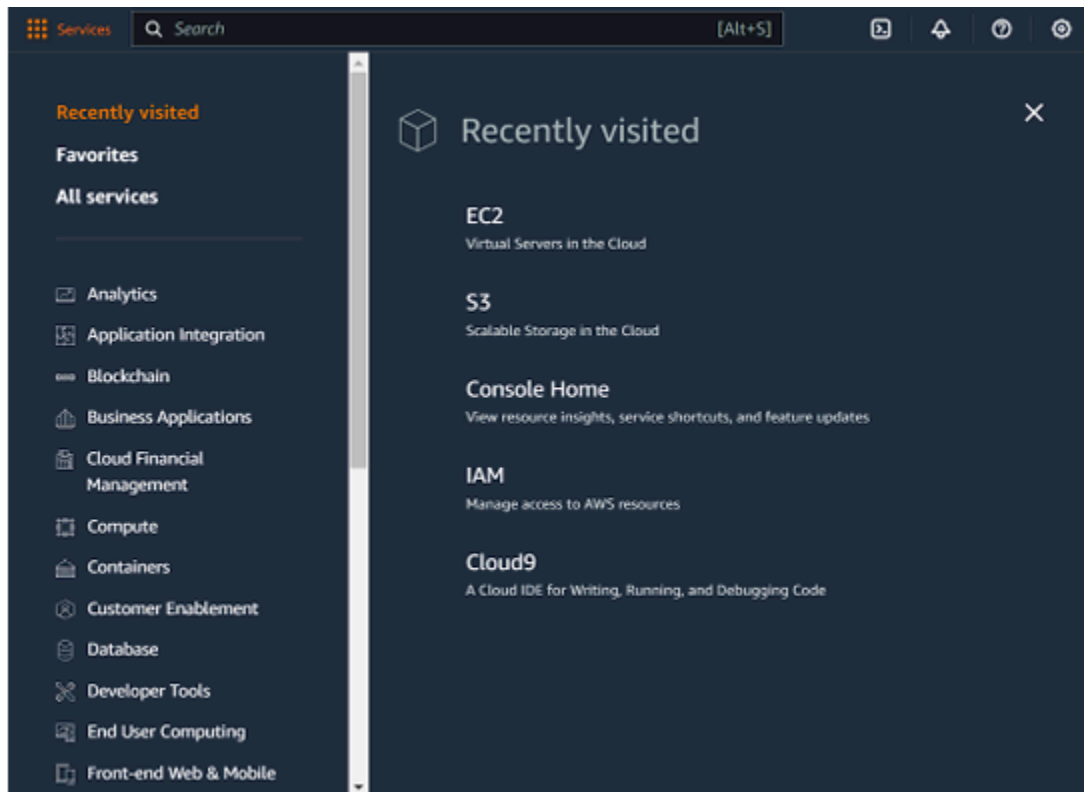 Services
Search
[Alt+S]
Recently visited
Favorites
All services
Analytics
Application Integration
Blockchain
Business Applications
Cloud Financial
Management
Compute
Containers
Customer Enablement
Database
Developer Tools
End User Computing
Front-end Web & Mobile
Recently visited
EC2
Virtual Servers in the Cloud
S3
Scalable Storage in the Cloud
Console Home
View resource insights, service shortcuts, and feature updates
IAM
Manage access to AWS resources
Cloud9
A Cloud IDE for Writing, Running, and Debugging Code